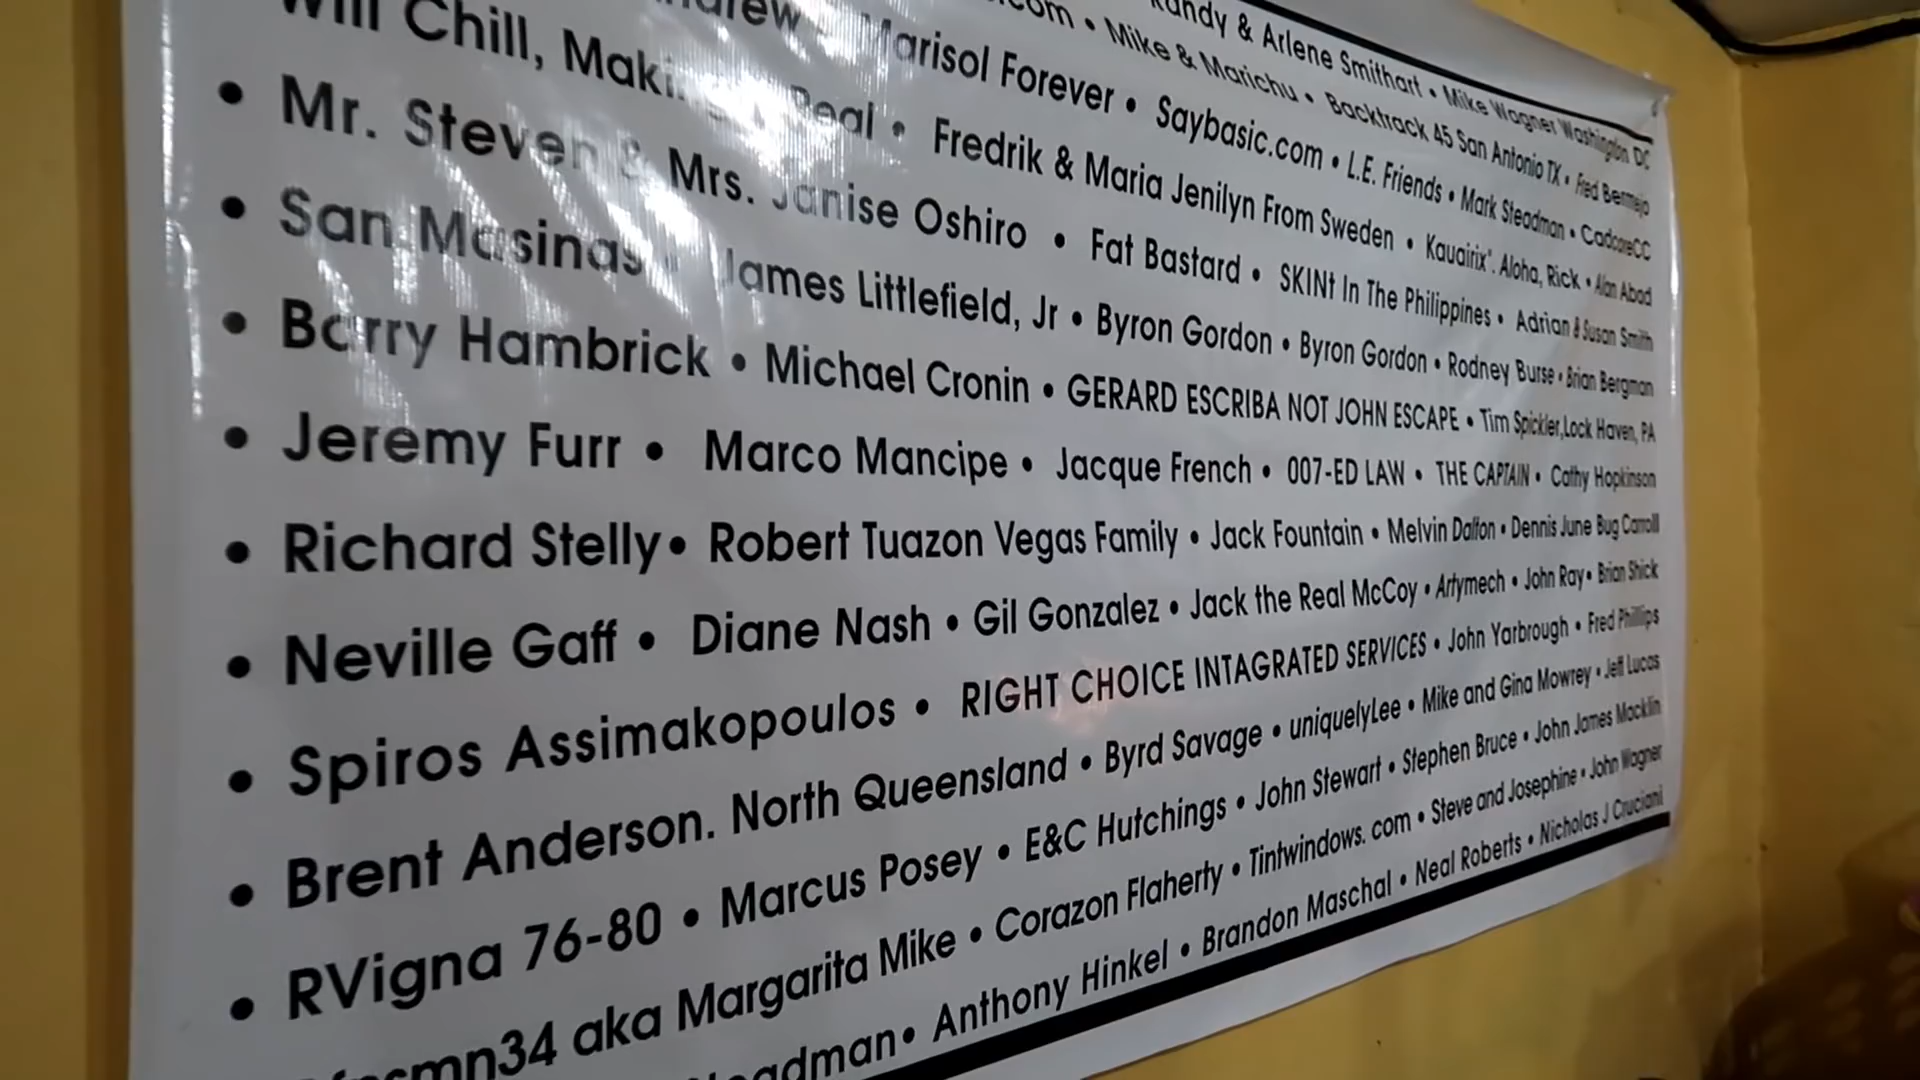 & Arlene Smithart • Mike Wagner Washington DC
• Mike & Marichu • Backtrack 45 San Antonio TX • Fred Bermejo
Marisol Forever • Saybasic.com • L.E. Friends • Mark Steadman • CadcoreCC
Will Chill, Real • Fredrik & Maria Jenilyn From Sweden • Kauairix'. Aloha, Rick • Alan Abad
• Mr. Steven & Mrs. Janise Oshiro • Fat Bastard • SKINt In The Philippines • Adrian & Susan Smith
• San Masinas • James Littlefield, Jr • Byron Gordon • Byron Gordon • Rodney Burse • Brian Bergman
• Barry Hambrick • Michael Cronin • GERARD ESCRIBA NOT JOHN ESCAPE • Tim Spickler,Lock Haven, PA
• Jeremy Furr • Marco Mancipe • Jacque French • 007-ED LAW • THE CAPTAIN • Cathy Hopkinson
• Richard Stelly • Robert Tuazon Vegas Family • Jack Fountain • Melvin Dalfon • Dennis June Bug Carroll
• Neville Gaff • Diane Nash • Gil Gonzalez • Jack the Real McCoy • Artymech • John Ray • Brian Shick
• Spiros Assimakopoulos • RIGHT CHOICE INTAGRATED SERVICES • John Yarbrough • Fred Phillips
• Brent Anderson. North Queensland • Byrd Savage • uniquelyLee • Mike and Gina Mowrey • Jeff Lucas
• RVigna 76-80 • Marcus Posey • E&C Hutchings • John Stewart • Stephen Bruce • John James Macklin
aka Margarita Mike • Corazon Flaherty • Tintwindows. com • Steve and Josephine • John Wagner
• Anthony Hinkel • Brandon Maschal • Neal Roberts • Nicholas J Cruciani